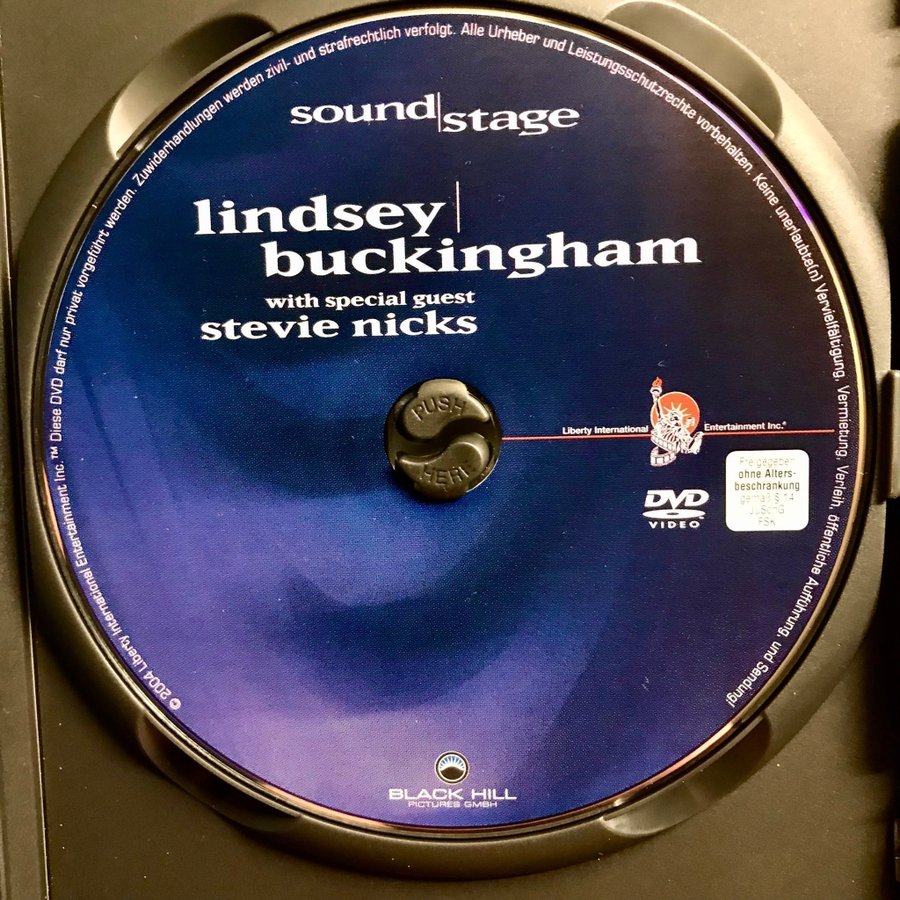 sound|stage
lindsey|
buckingham
with special guest
stevie nicks
PUSH
HERE
Liberty International Entertainment Inc.®
DVD
VIDEO
Freigegeben
ohne Alters-
beschränkung
gemäß § 14
JuSchG
FSK
BLACK HILL
PICTURES GMBH
© 2004 Liberty International Entertainment Inc.™ Diese DVD darf nur privat vorgeführt werden. Zuwiderhandlungen werden zivil- und strafrechtlich verfolgt. Alle Urheber und Leistungsschutzrechte vorbehalten. Keine unerlaubte(n) Vervielfältigung, Vermietung, Verleih, öffentliche Aufführung, und Sendung!